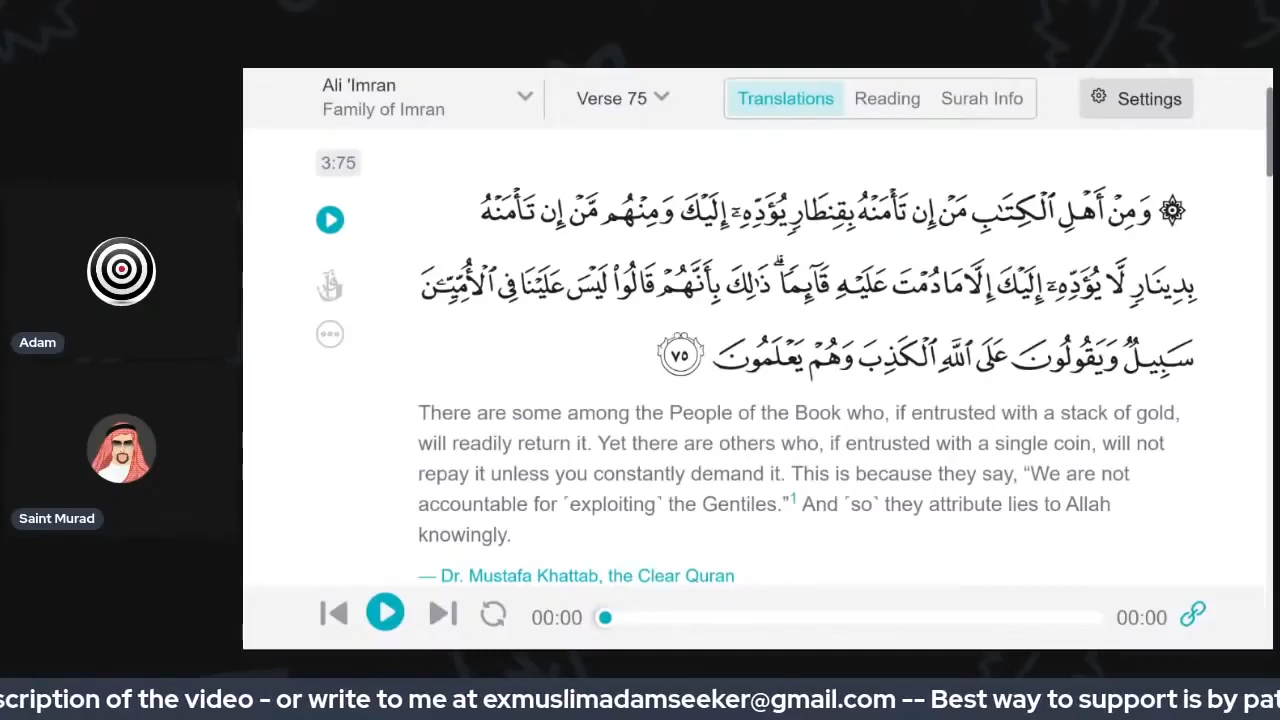 Ali 'Imran
Family of Imran
Verse 75
Translations
Reading
Surah Info
Settings
3:75
۞ وَمِنْ أَهْلِ ٱلْكِتَـٰبِ مَنْ إِن تَأْمَنْهُ بِقِنطَارٍ يُؤَدِّهِۦٓ إِلَيْكَ وَمِنْهُم مَّنْ إِن تَأْمَنْهُ
بِدِينَارٍ لَّا يُؤَدِّهِۦٓ إِلَيْكَ إِلَّا مَا دُمْتَ عَلَيْهِ قَآئِمًا ۗ ذَٰلِكَ بِأَنَّهُمْ قَالُوا۟ لَيْسَ عَلَيْنَا فِى ٱلْأُمِّيِّـۧنَ
سَبِيلٌ وَيَقُولُونَ عَلَى ٱللَّهِ ٱلْكَذِبَ وَهُمْ يَعْلَمُونَ ٧٥
There are some among the People of the Book who, if entrusted with a stack of gold,
will readily return it. Yet there are others who, if entrusted with a single coin, will not
repay it unless you constantly demand it. This is because they say, “We are not
accountable for ˹exploiting˺ the Gentiles.”1 And ˹so˺ they attribute lies to Allah
knowingly.
— Dr. Mustafa Khattab, the Clear Quran
00:00
00:00
Adam
Saint Murad
scription of the video - or write to me at exmuslimadamseeker@gmail.com -- Best way to support is by pat